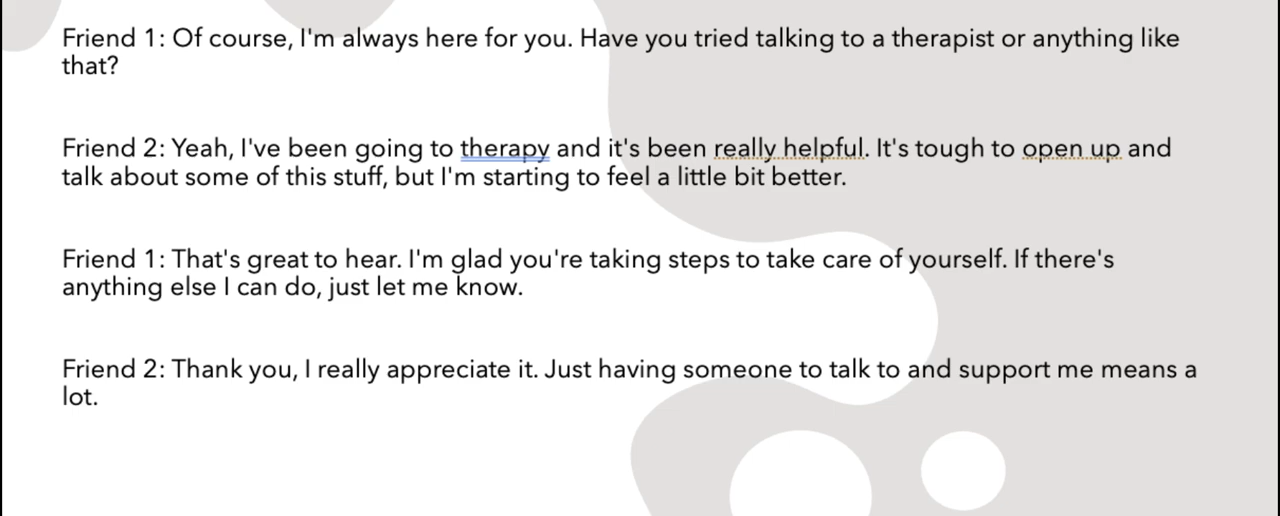 Friend 1: Of course, I'm always here for you. Have you tried talking to a therapist or anything like
that?
Friend 2: Yeah, I've been going to therapy and it's been really helpful. It's tough to open up and
talk about some of this stuff, but I'm starting to feel a little bit better.
Friend 1: That's great to hear. I'm glad you're taking steps to take care of yourself. If there's
anything else I can do, just let me know.
Friend 2: Thank you, I really appreciate it. Just having someone to talk to and support me means a
lot.